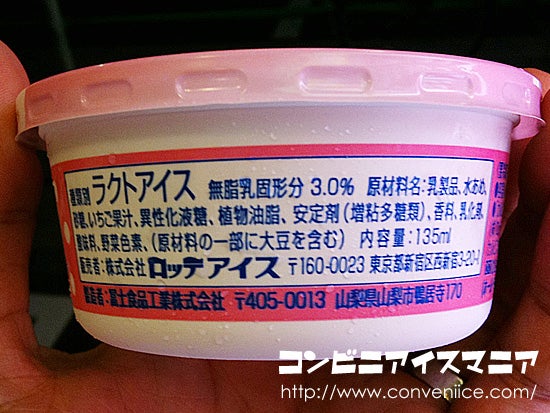 種類別 ラクトアイス 無脂乳固形分 3.0% 原材料名:乳製品、水あめ、
砂糖、いちご果汁、異性化液糖、植物油脂、安定剤(増粘多糖類)、香料、乳化剤、
酸味料、野菜色素、(原材料の一部に大豆を含む) 内容量:135ml
販売者:株式会社 ロッテアイス 〒160-0023 東京都新宿区西新宿3-20-
製造者:冨士食品工業株式会社 〒405-0013 山梨県山梨市鴨居寺170
コンビニアイスマニア
http://www.conveniice.com/